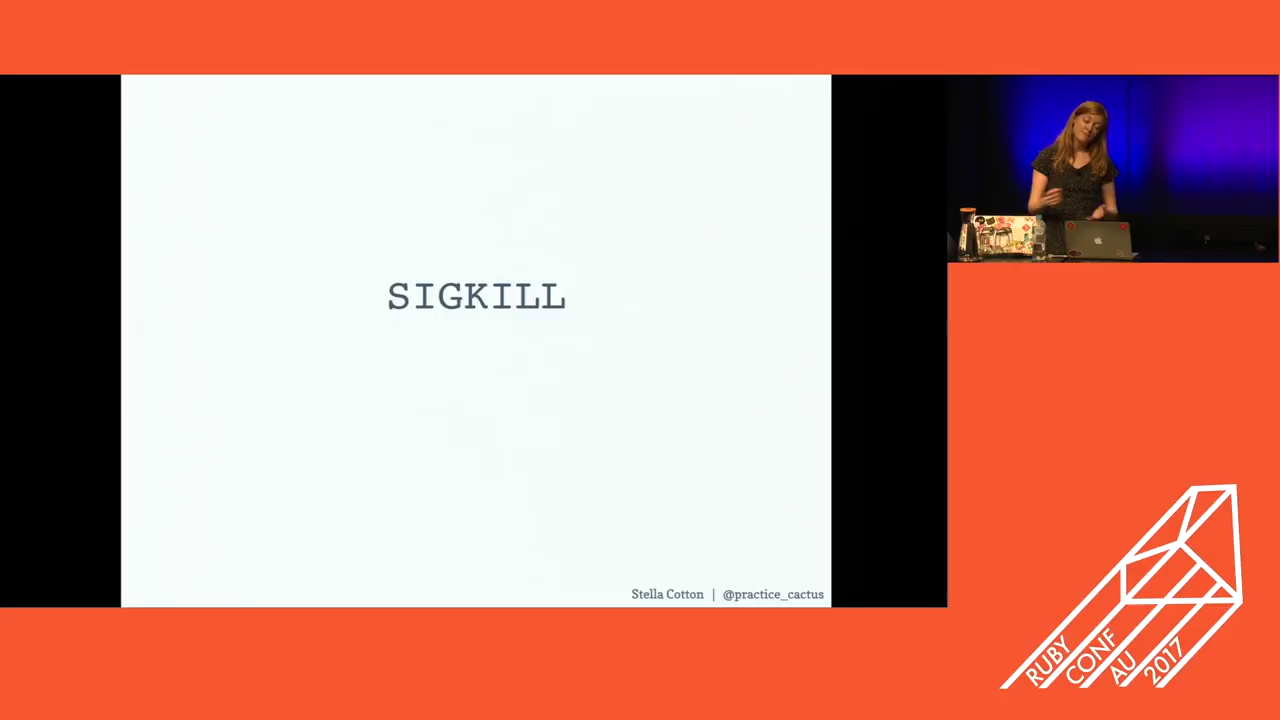 SIGKILL
Stella Cotton | @practice_cactus
RUBY
CONF
AU
2017